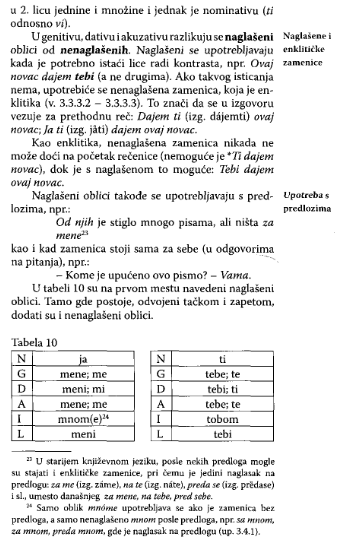 u 2. licu jednine i množine i jednak je nominativu (ti
odnosno vi).
U genitivu, dativu i akuzativu razlikuju se naglašeni
oblici od nenaglašenih. Naglašeni se upotrebljavaju
kada je potrebno istaći lice radi kontrasta, npr. Ovaj
novac dajem tebi (a ne drugima). Ako takvog isticanja
nema, upotrebiće se nenaglašena zamenica, koja je en-
klitika (v. 3.3.3.2 - 3.3.3.3). To znači da se u izgovoru
vezuje za prethodnu reč: Dajem ti (izg. dájemti) ovaj
novac; Ja ti (izg. jâti) dajem ovaj novac.
Naglašene i
enklitičke
zamenice
Kao enklitika, nenaglašena zamenica nikada ne
može doći na početak rečenice (nemoguće je *Ti dajem
novac), dok je s naglašenom to moguće: Tebi dajem
ovaj novac.
Naglašeni oblici takođe se upotrebljavaju s pred-
lozima, npr.:
Upotreba s
predlozima
Od njih je stiglo mnogo pisama, ali ništa za
mene²³
kao i kad zamenica stoji sama za sebe (u odgovorima
na pitanja), npr.:
– Kome je upućeno ovo pismo? – Vama.
U tabeli 10 su na prvom mestu navedeni naglašeni
oblici. Tamo gde postoje, odvojeni tačkom i zapetom,
dodati su i nenaglašeni oblici.
Tabela 10
N ja
G mene; me
D meni; mi
A mene; me
I mnom(e)²⁴
L meni
N ti
G tebe; te
D tebi; ti
A tebe; te
I tobom
L tebi
²³ U starijem književnom jeziku, posle nekih predloga mogle
su stajati i enklitičke zamenice, pri čemu je jedini naglasak na
predlogu: za me (izg. záme), na te (izg. náte), preda se (izg. prȅdase)
i sl., umesto današnjeg za mene, na tebe, pred sebe.
²⁴ Samo oblik mnóme upotrebljava se ako je zamenica bez
predloga, a samo nenaglašeno mnom posle predloga, npr. sa mnom,
za mnom, preda mnom, gde je naglasak na predlogu (up. 3.4.1).